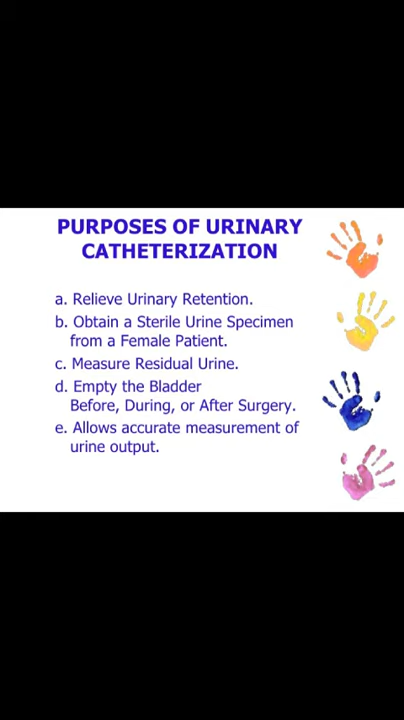 PURPOSES OF URINARY
CATHETERIZATION
a. Relieve Urinary Retention.
b. Obtain a Sterile Urine Specimen
from a Female Patient.
c. Measure Residual Urine.
d. Empty the Bladder
Before, During, or After Surgery.
e. Allows accurate measurement of
urine output.